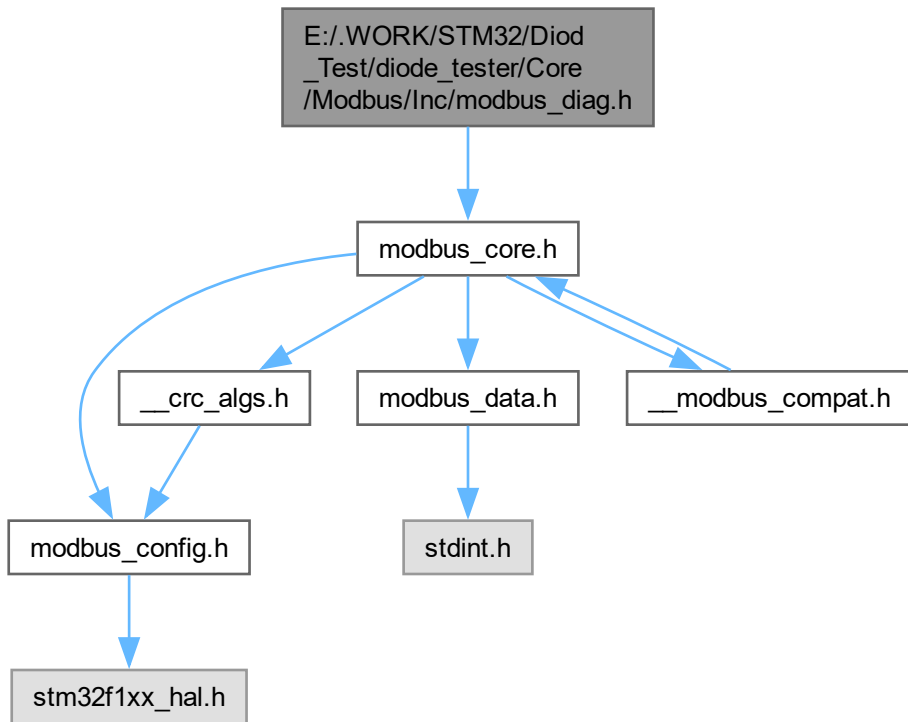 E:/.WORK/STM32/Diod
_Test/diode_tester/Core
/Modbus/Inc/modbus_diag.h
modbus_core.h
__crc_algs.h
modbus_data.h
__modbus_compat.h
modbus_config.h
stdint.h
stm32f1xx_hal.h